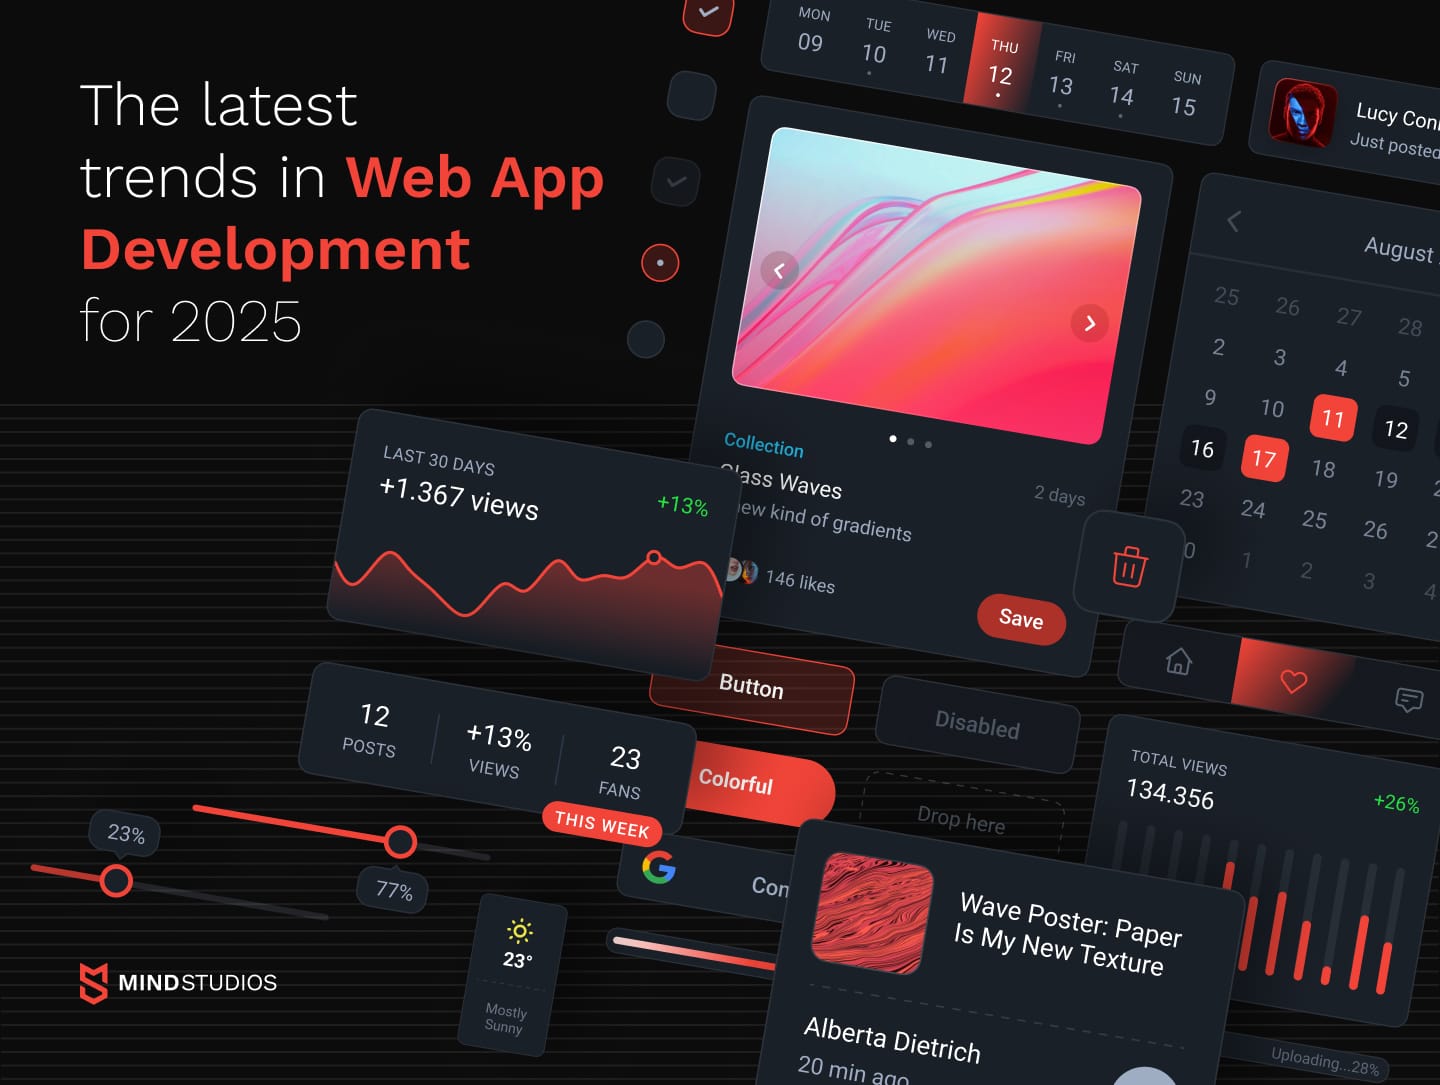 The latest
trends in Web App
Development
for 2025
MON TUE WED THU FRI SAT SUN
09 10 11 12 13 14 15
Just posted
Lucy
August
25 26 27 28
2 3 4 5
9 10 11 12
16 17 18 19
23 24 25 26
1 2 3 4
Collection
Glass Waves
2 days
new kind of gradients
146 likes
Save
LAST 30 DAYS
+1.367 views
+13%
12 +13% 23
POSTS VIEWS FANS
THIS WEEK
Button
Disabled
Colorful
Drop here
23%
77%
23°
Mostly
Sunny
TOTAL VIEWS
134.356
+26%
Wave Poster: Paper
Is My New Texture
Alberta Dietrich
20 min ago
Uploading...28%
MINDSTUDIOS